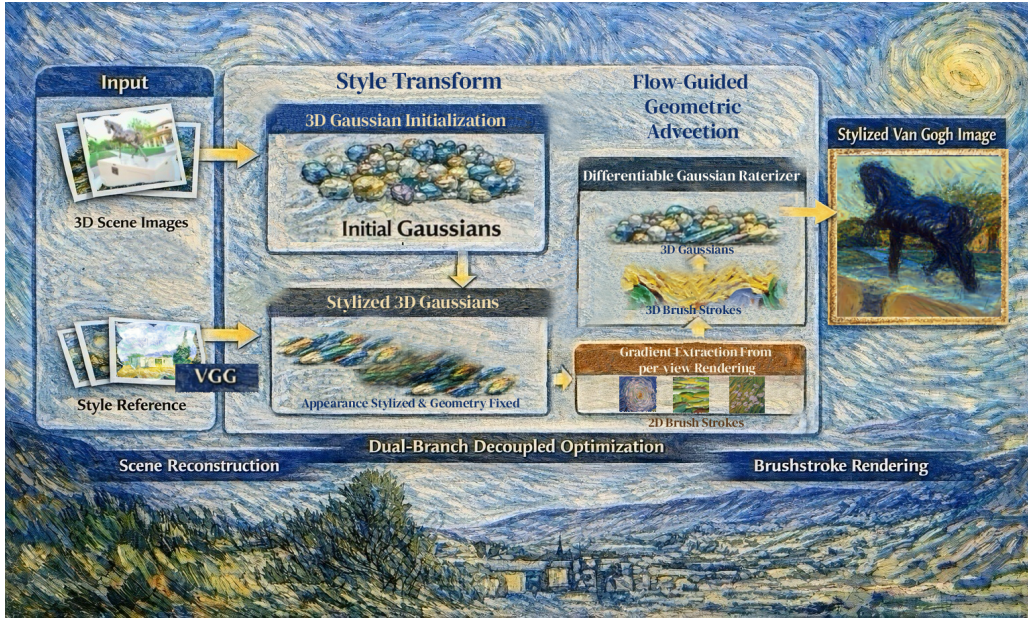 Input
3D Scene Images
Style Reference
VGG
Style Transform
3D Gaussian Initialization
Initial Gaussians
Stylized 3D Gaussians
Appearance Stylized & Geometry Fixed
Flow-Guided
Geometric
Advection
Differentiable Gaussian Raterizer
3D Gaussians
3D Brush Strokes
Gradient Extraction From
per-view Rendering
2D Brush Strokes
Stylized Van Gogh Image
Dual-Branch Decoupled Optimization
Scene Reconstruction
Brushstroke Rendering